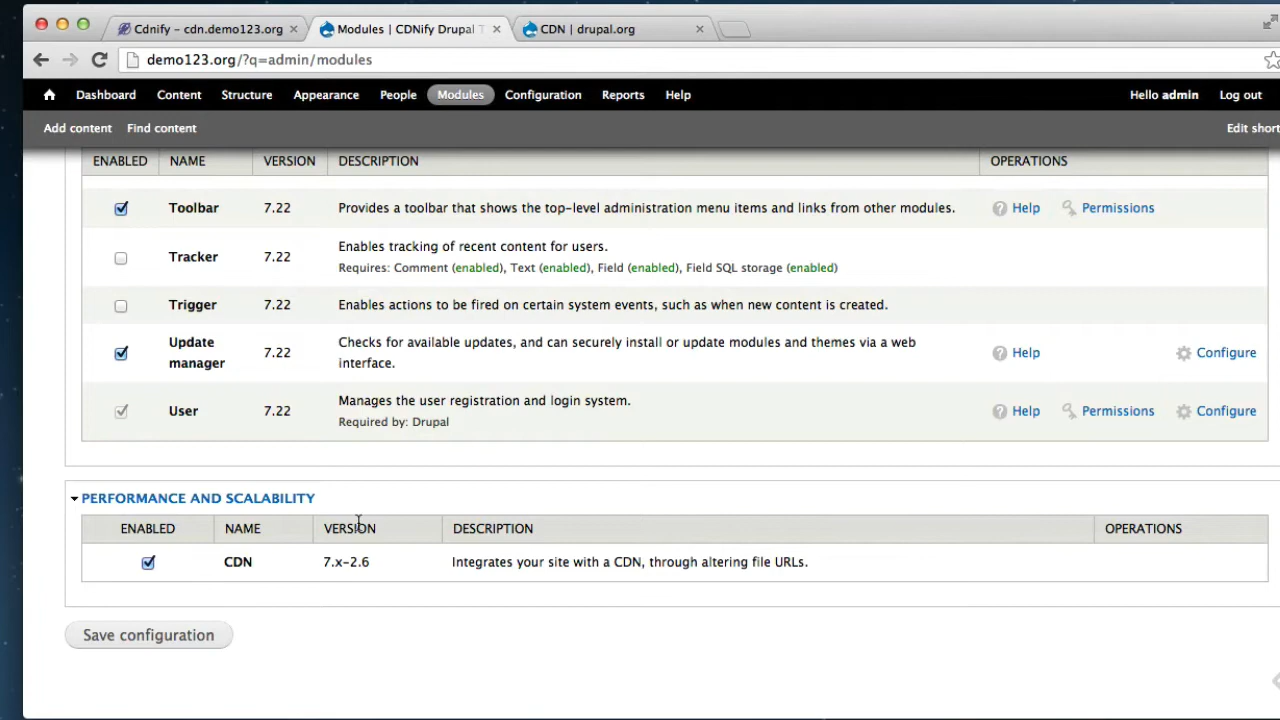 Cdnify – cdn.demo123.org
Modules | CDNify Drupal T
CDN | drupal.org
demo123.org/?q=admin/modules
Dashboard Content Structure Appearance People Modules Configuration Reports Help Hello admin Log out
Add content Find content Edit short
ENABLED NAME VERSION DESCRIPTION OPERATIONS
Toolbar 7.22 Provides a toolbar that shows the top-level administration menu items and links from other modules. Help Permissions
Enables tracking of recent content for users.
Tracker 7.22
Requires: Comment (enabled), Text (enabled), Field (enabled), Field SQL storage (enabled)
Trigger 7.22 Enables actions to be fired on certain system events, such as when new content is created.
Update manager 7.22 Checks for available updates, and can securely install or update modules and themes via a web
interface. Help Configure
User 7.22 Manages the user registration and login system.
Required by: Drupal Help Permissions Configure
PERFORMANCE AND SCALABILITY
ENABLED NAME VERSION DESCRIPTION OPERATIONS
CDN 7.x-2.6 Integrates your site with a CDN, through altering file URLs.
Save configuration